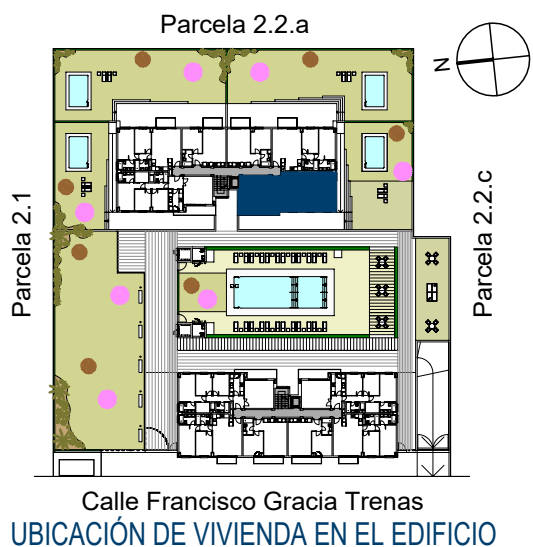 Parcela 2.2.a
N
Parcela 2.1
Parcela 2.2.c
Calle Francisco Gracia Trenas
UBICACIÓN DE VIVIENDA EN EL EDIFICIO